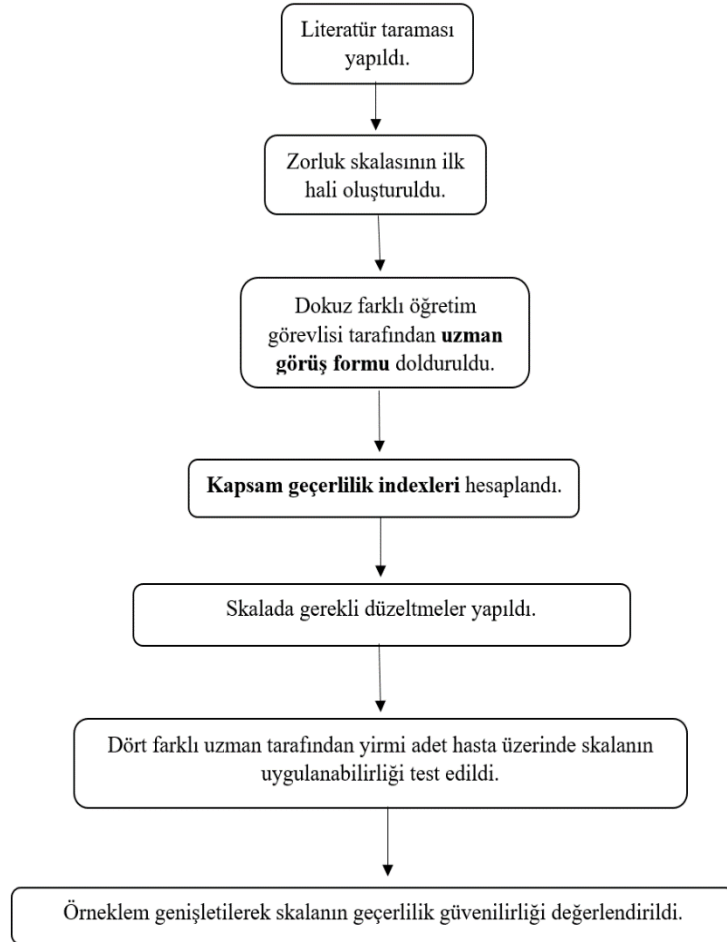 Literatür taraması
yapıldı.
Zorluk skalasının ilk
hali oluşturuldu.
Dokuz farklı öğretim
görevlisi tarafından uzman
görüş formu dolduruldu.
Kapsam geçerlilik indexleri hesaplandı.
Skalada gerekli düzeltmeler yapıldı.
Dört farklı uzman tarafından yirmi adet hasta üzerinde skalanın
uygulanabilirliği test edildi.
Örneklem genişletilerek skalanın geçerlilik güvenilirliği değerlendirildi.